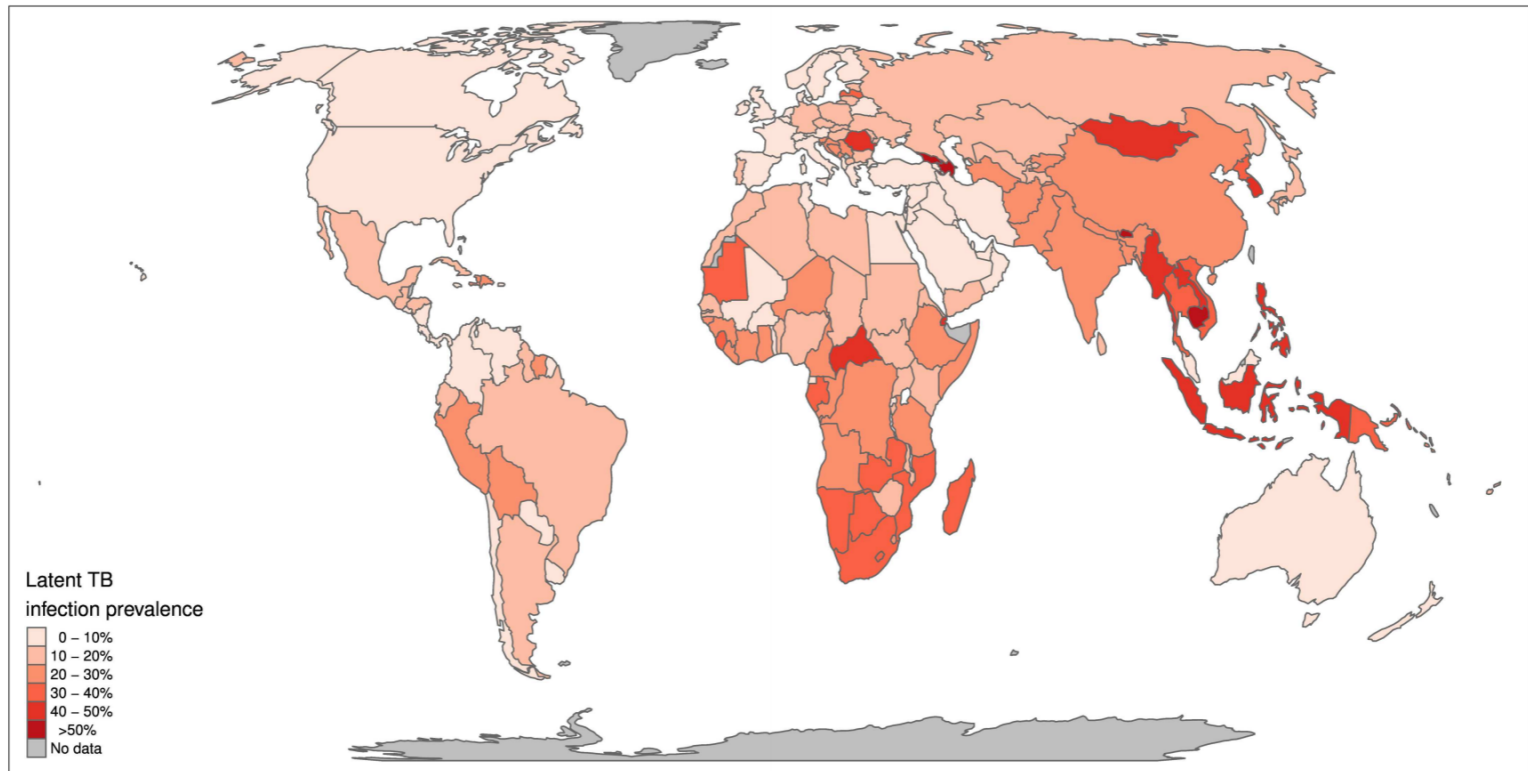 Latent TB
infection prevalence
0 – 10%
10 – 20%
20 – 30%
30 – 40%
40 – 50%
>50%
No data